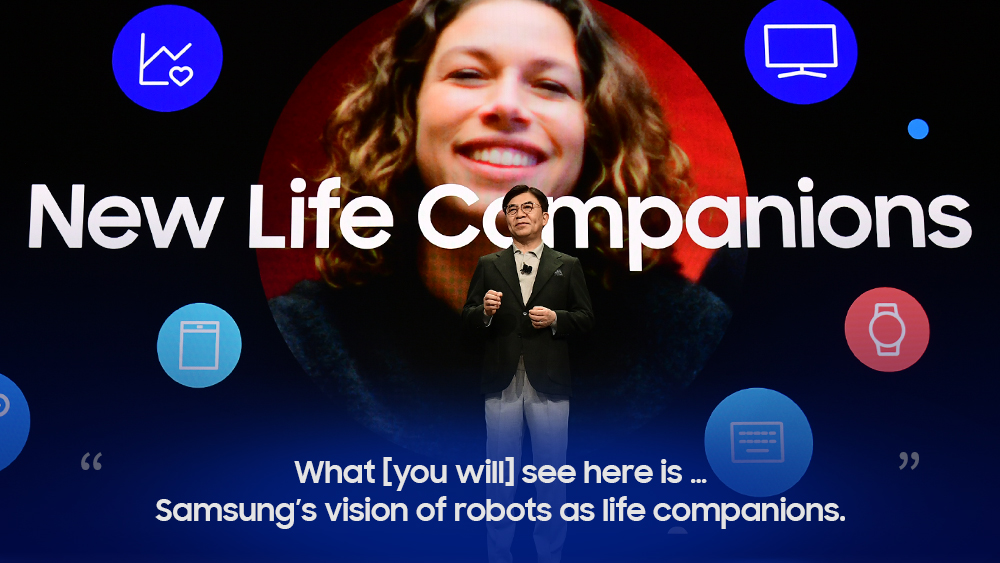 New Life Companions
“ What [you will] see here is ... ”
Samsung's vision of robots as life companions.